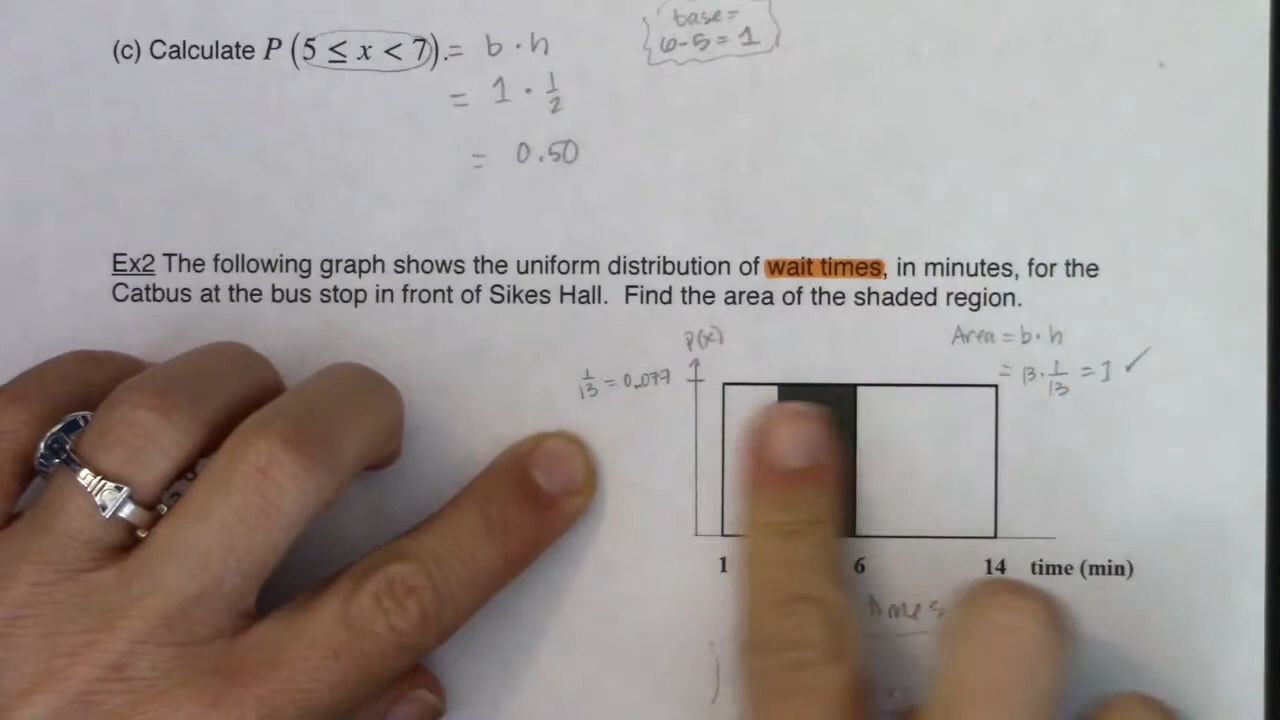 base =
6-5 = 1
(c) Calculate P (5 ≤ x < 7). = b · h
= 1 · 1/2
= 0.50
Ex2 The following graph shows the uniform distribution of wait times, in minutes, for the
Catbus at the bus stop in front of Sikes Hall. Find the area of the shaded region.
P(x)
Area = b · h
1/13 = 0.077
= 13 · 1/13 = 1 ✓
1 6 14 time (min)